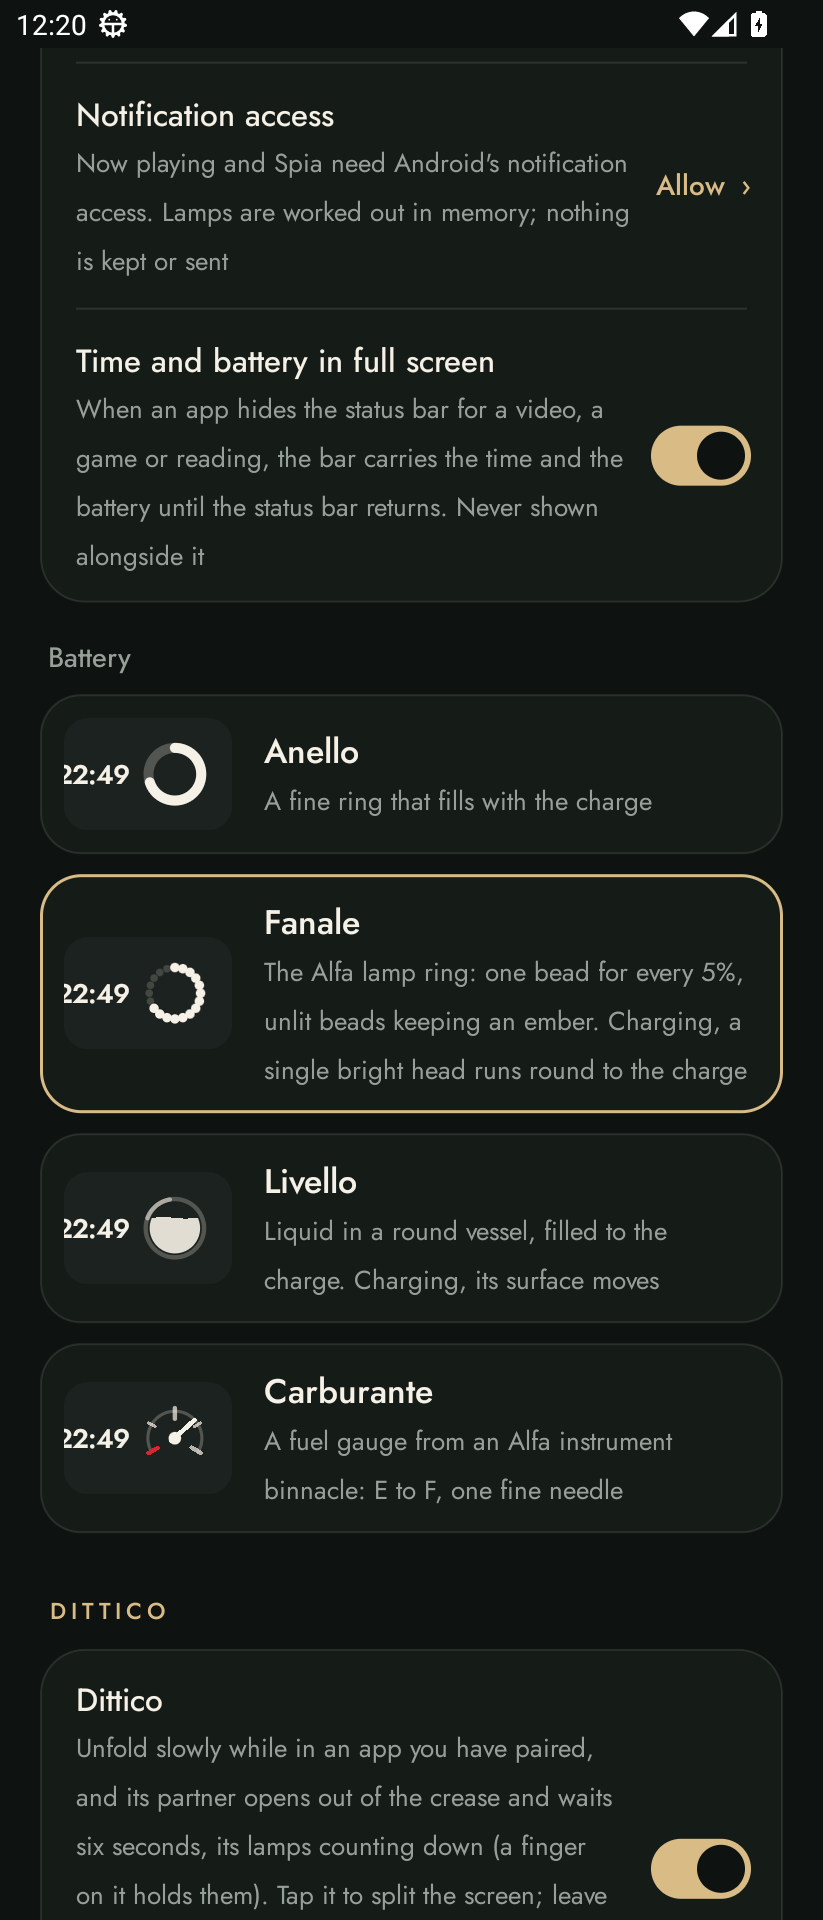 12:20
Notification access
Now playing and Spia need Android's notification
access. Lamps are worked out in memory; nothing
is kept or sent
Allow ›
Time and battery in full screen
When an app hides the status bar for a video, a
game or reading, the bar carries the time and the
battery until the status bar returns. Never shown
alongside it
Battery
22:49
Anello
A fine ring that fills with the charge
22:49
Fanale
The Alfa lamp ring: one bead for every 5%,
unlit beads keeping an ember. Charging, a
single bright head runs round to the charge
22:49
Livello
Liquid in a round vessel, filled to the
charge. Charging, its surface moves
22:49
Carburante
A fuel gauge from an Alfa instrument
binnacle: E to F, one fine needle
DITTICO
Dittico
Unfold slowly while in an app you have paired,
and its partner opens out of the crease and waits
six seconds, its lamps counting down (a finger
on it holds them). Tap it to split the screen; leave